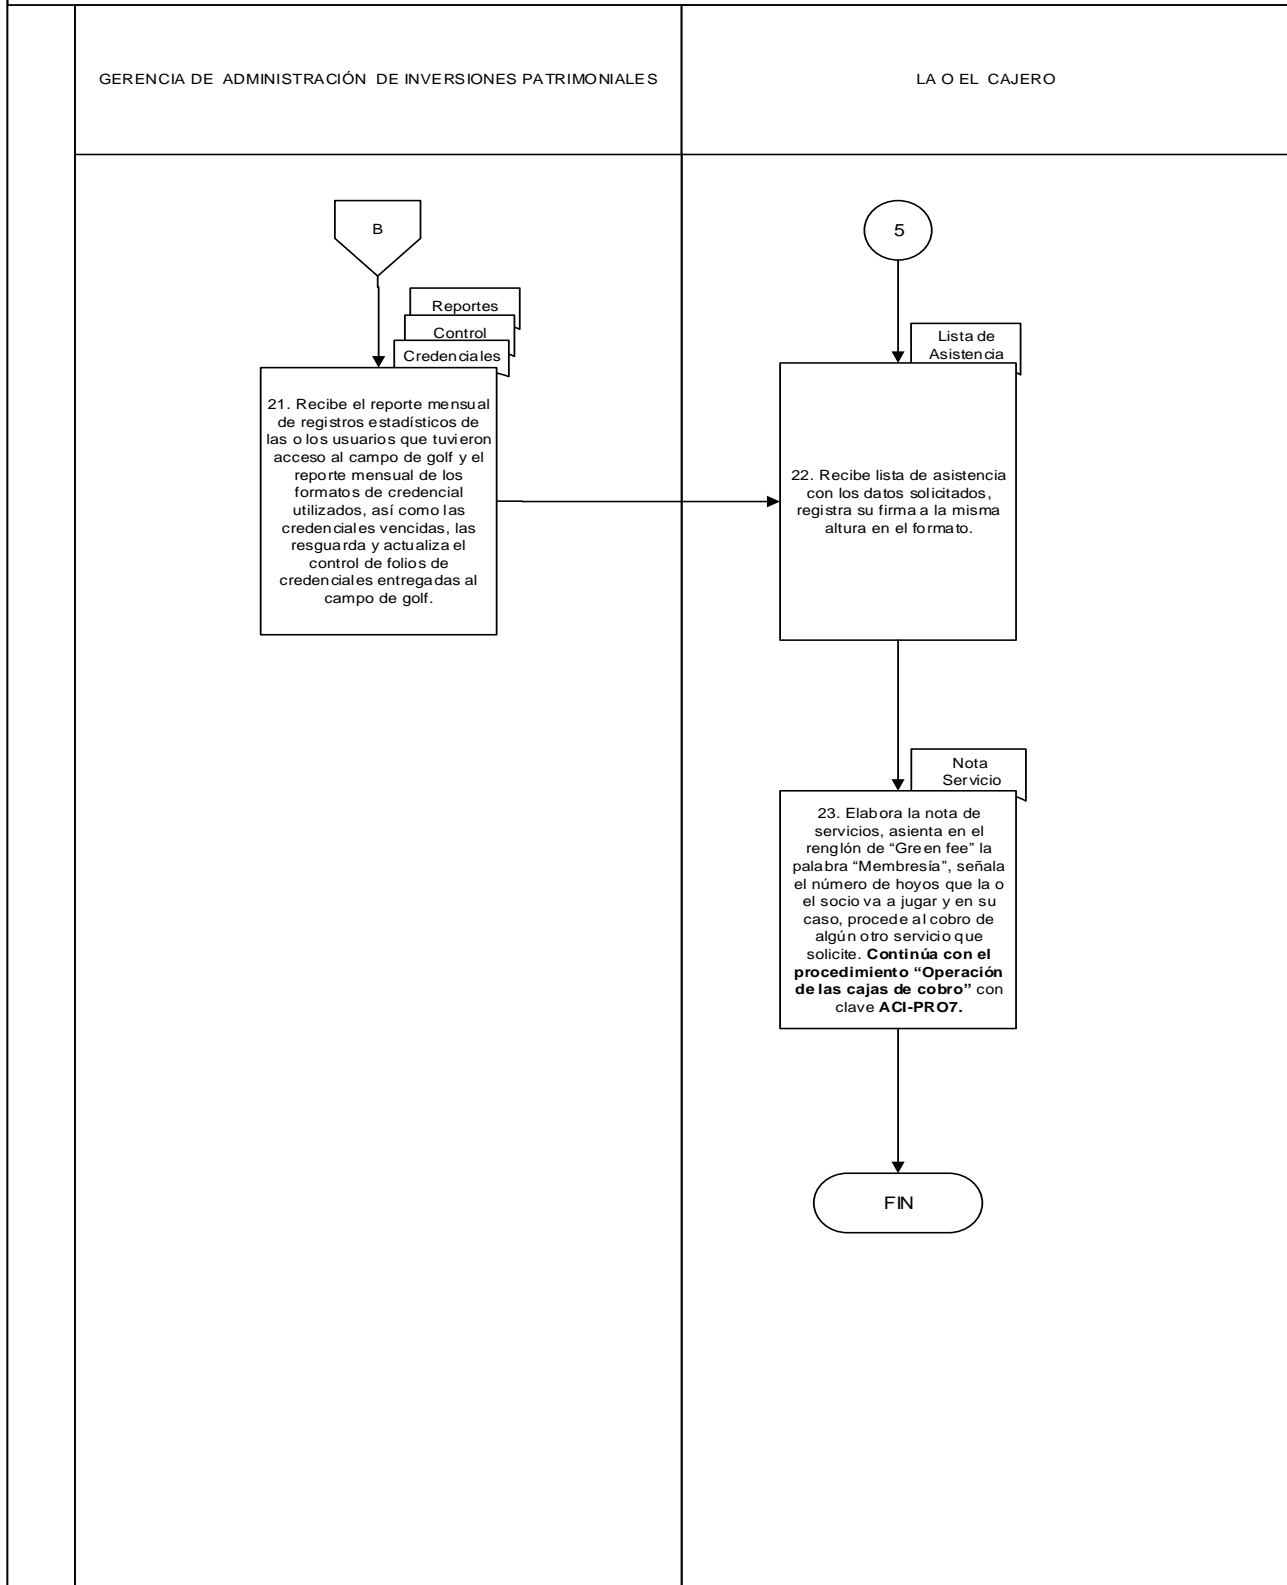 GERENCIA DE ADMINISTRACIÓN DE INVERSIONES PATRIMONIALES
LA O EL CAJERO
B
Reportes
Control
Credenciales
21. Recibe el reporte mensual
de registros estadísticos de
las o los usuarios que tuvieron
acceso al campo de golf y el
reporte mensual de los
formatos de credencial
utilizados, así como las
credenciales vencidas, las
resguarda y actualiza el
control de folios de
credenciales entregadas al
campo de golf.
5
Lista de
Asistencia
22. Recibe lista de asistencia
con los datos solicitados,
registra su firma a la misma
altura en el formato.
Nota
Servicio
23. Elabora la nota de
servicios, asienta en el
renglón de “Green fee” la
palabra “Membresía”, señala
el número de hoyos que la o
el socio va a jugar y en su
caso, procede al cobro de
algún otro servicio que
solicite. Continúa con el
procedimiento “Operación
de las cajas de cobro” con
clave ACI-PRO7.
FIN